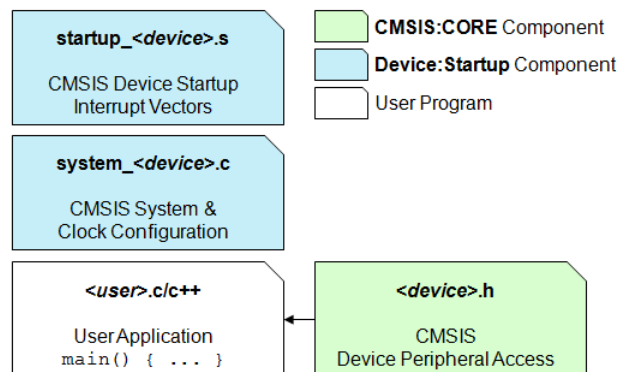 startup_<device>.s
CMSIS Device Startup
Interrupt Vectors
CMSIS:CORE Component
Device:Startup Component
User Program
system_<device>.c
CMSIS System &
Clock Configuration
<user>.c/c++
User Application
main() { ... }
<device>.h
CMSIS
Device Peripheral Access